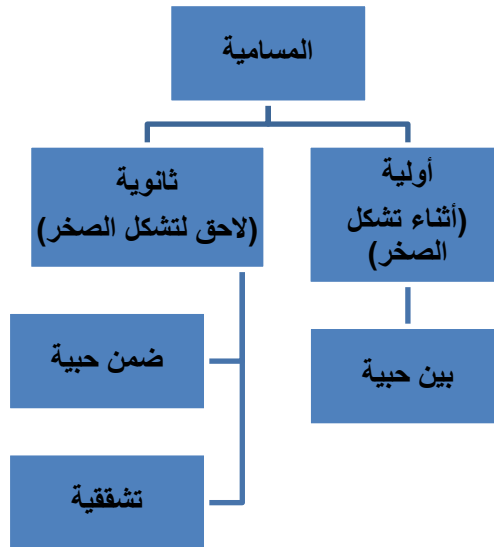 المسامية
أولية
(أثناء تشكل
الصخر)
ثانوية
(لاحق لتشكل الصخر)
بين حبية
ضمن حبية
تشققية